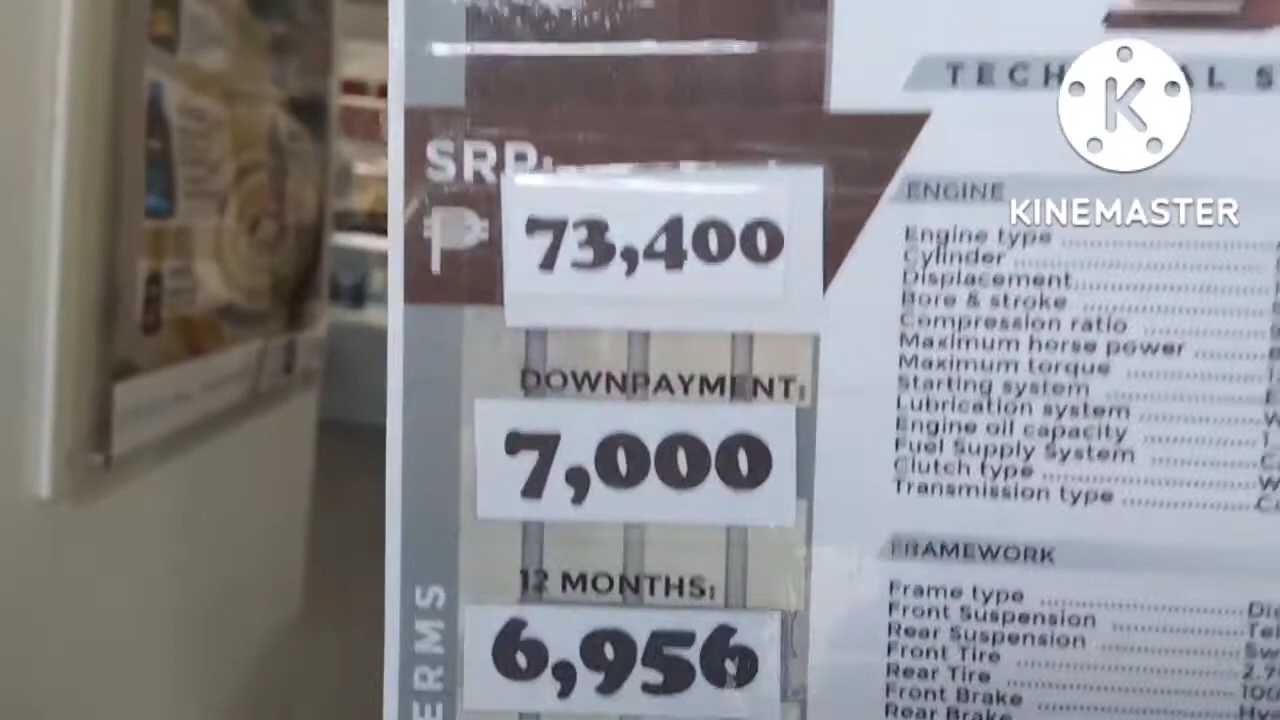 SRP:
₱ 73,400
DOWNPAYMENT:
7,000
12 MONTHS:
6,956
ERMS
TECH AL S
K
KINEMASTER
ENGINE
Engine type
Cylinder
Displacement
Bore & stroke
Compression ratio
Maximum horse power
Maximum torque
Starting system
Lubrication system
Engine oil capacity
Fuel Supply System
Clutch type
Transmission type
FRAMEWORK
Frame type
Front Suspension
Rear Suspension
Front Tire
Rear Tire
Front Brake
Rear Brake